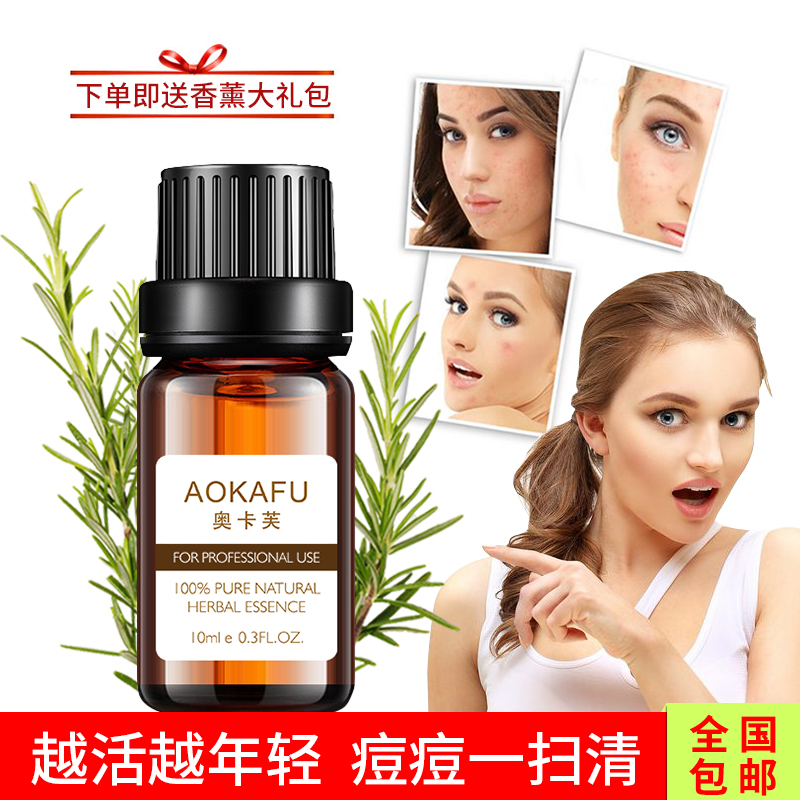 下单即送香薰大礼包
AOKAFU
奥卡芙
FOR PROFESSIONAL USE
100% PURE NATURAL
HERBAL ESSENCE
10ml e 0.3FL.OZ.
越活越年轻 痘痘一扫清
全国
包邮